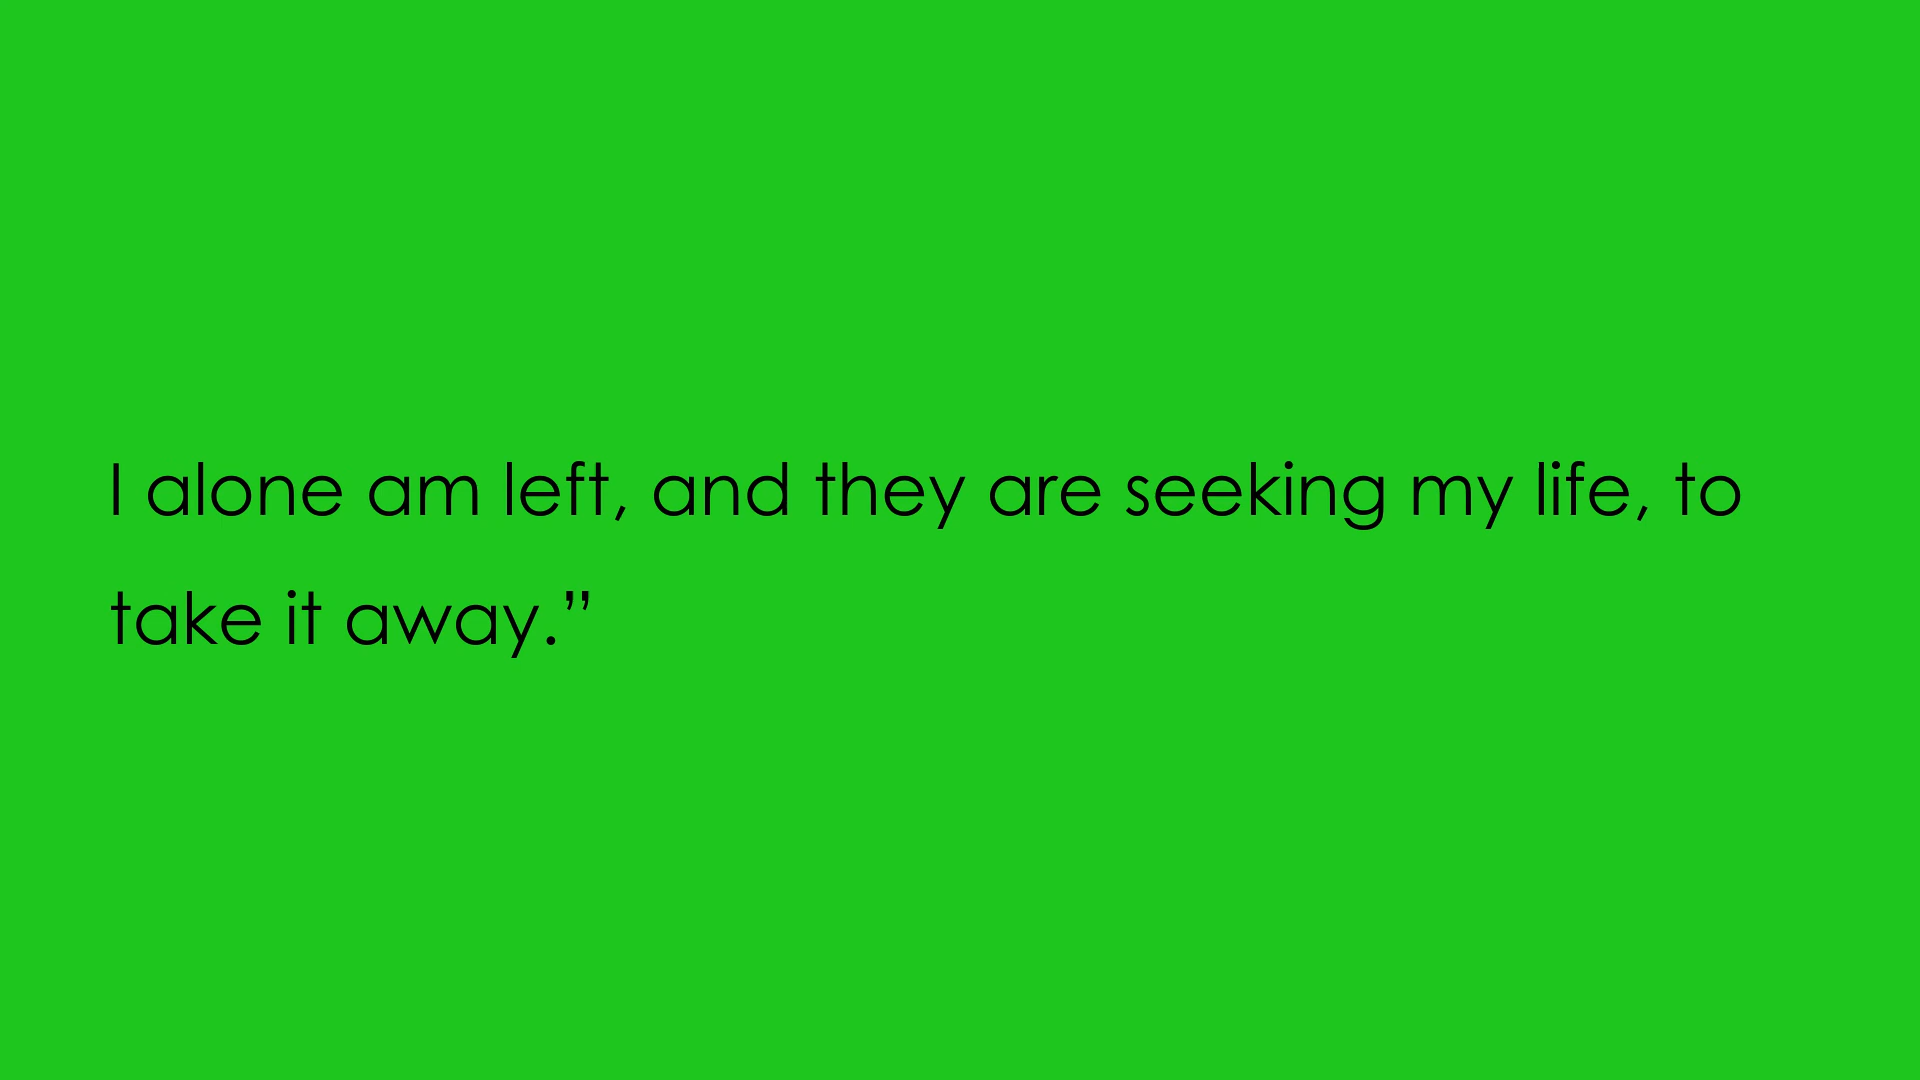 I alone am left, and they are seeking my life, to
take it away.”